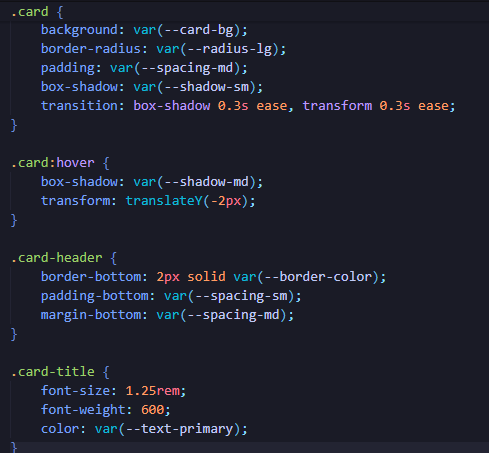 .card {
    background: var(--card-bg);
    border-radius: var(--radius-lg);
    padding: var(--spacing-md);
    box-shadow: var(--shadow-sm);
    transition: box-shadow 0.3s ease, transform 0.3s ease;
}

.card:hover {
    box-shadow: var(--shadow-md);
    transform: translateY(-2px);
}

.card-header {
    border-bottom: 2px solid var(--border-color);
    padding-bottom: var(--spacing-sm);
    margin-bottom: var(--spacing-md);
}

.card-title {
    font-size: 1.25rem;
    font-weight: 600;
    color: var(--text-primary);
}